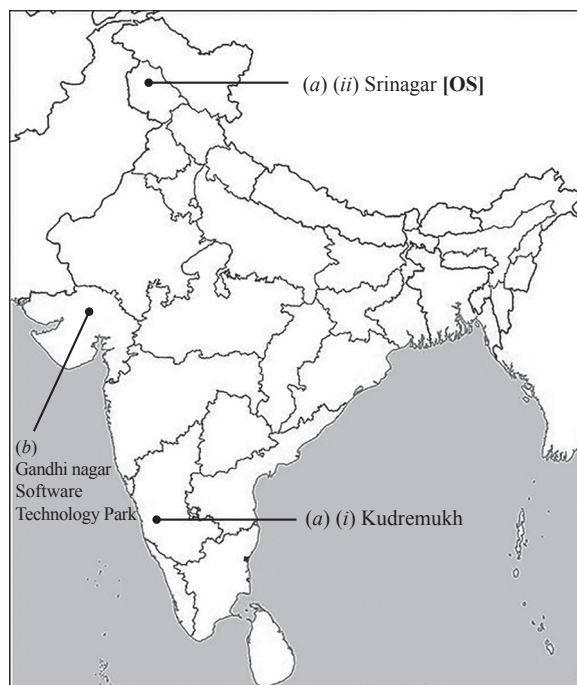 (a) (ii) Srinagar [OS]
(b)
Gandhi nagar
Software
Technology Park
(a) (i) Kudremukh